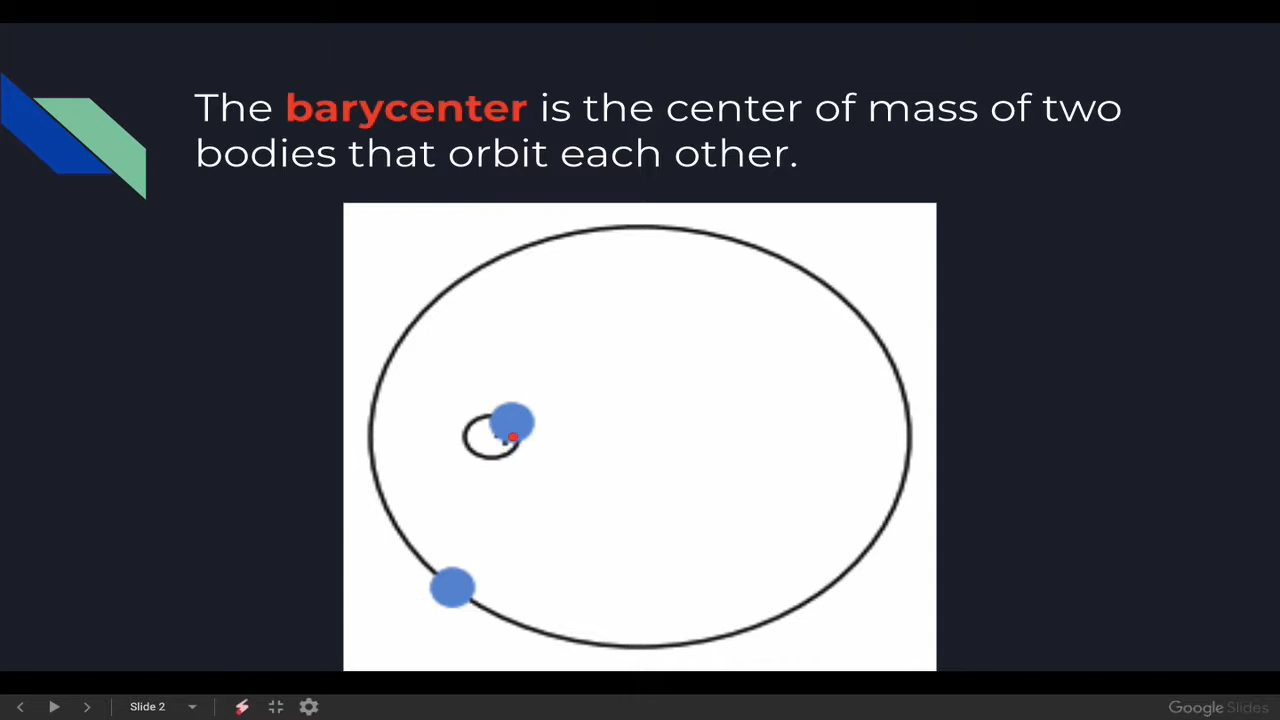 The barycenter is the center of mass of two
bodies that orbit each other.
Slide 2
Google Slides